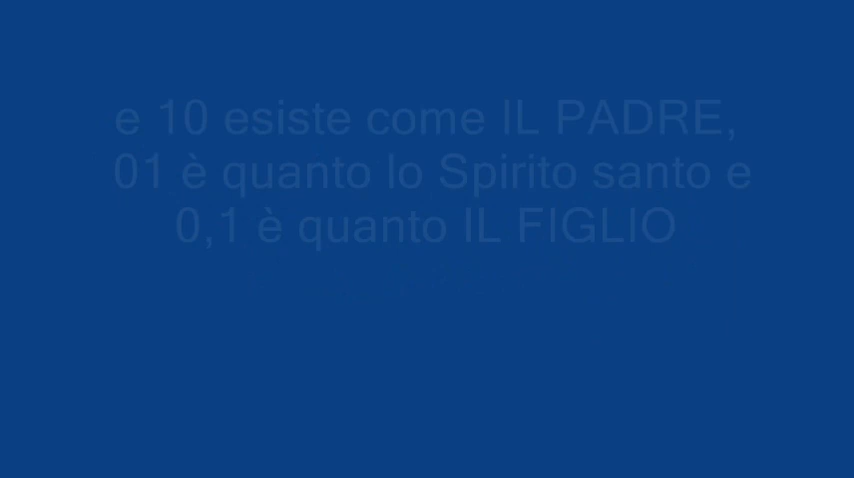 e 10 esiste come IL PADRE,
01 è quanto lo Spirito santo e
0,1 è quanto IL FIGLIO